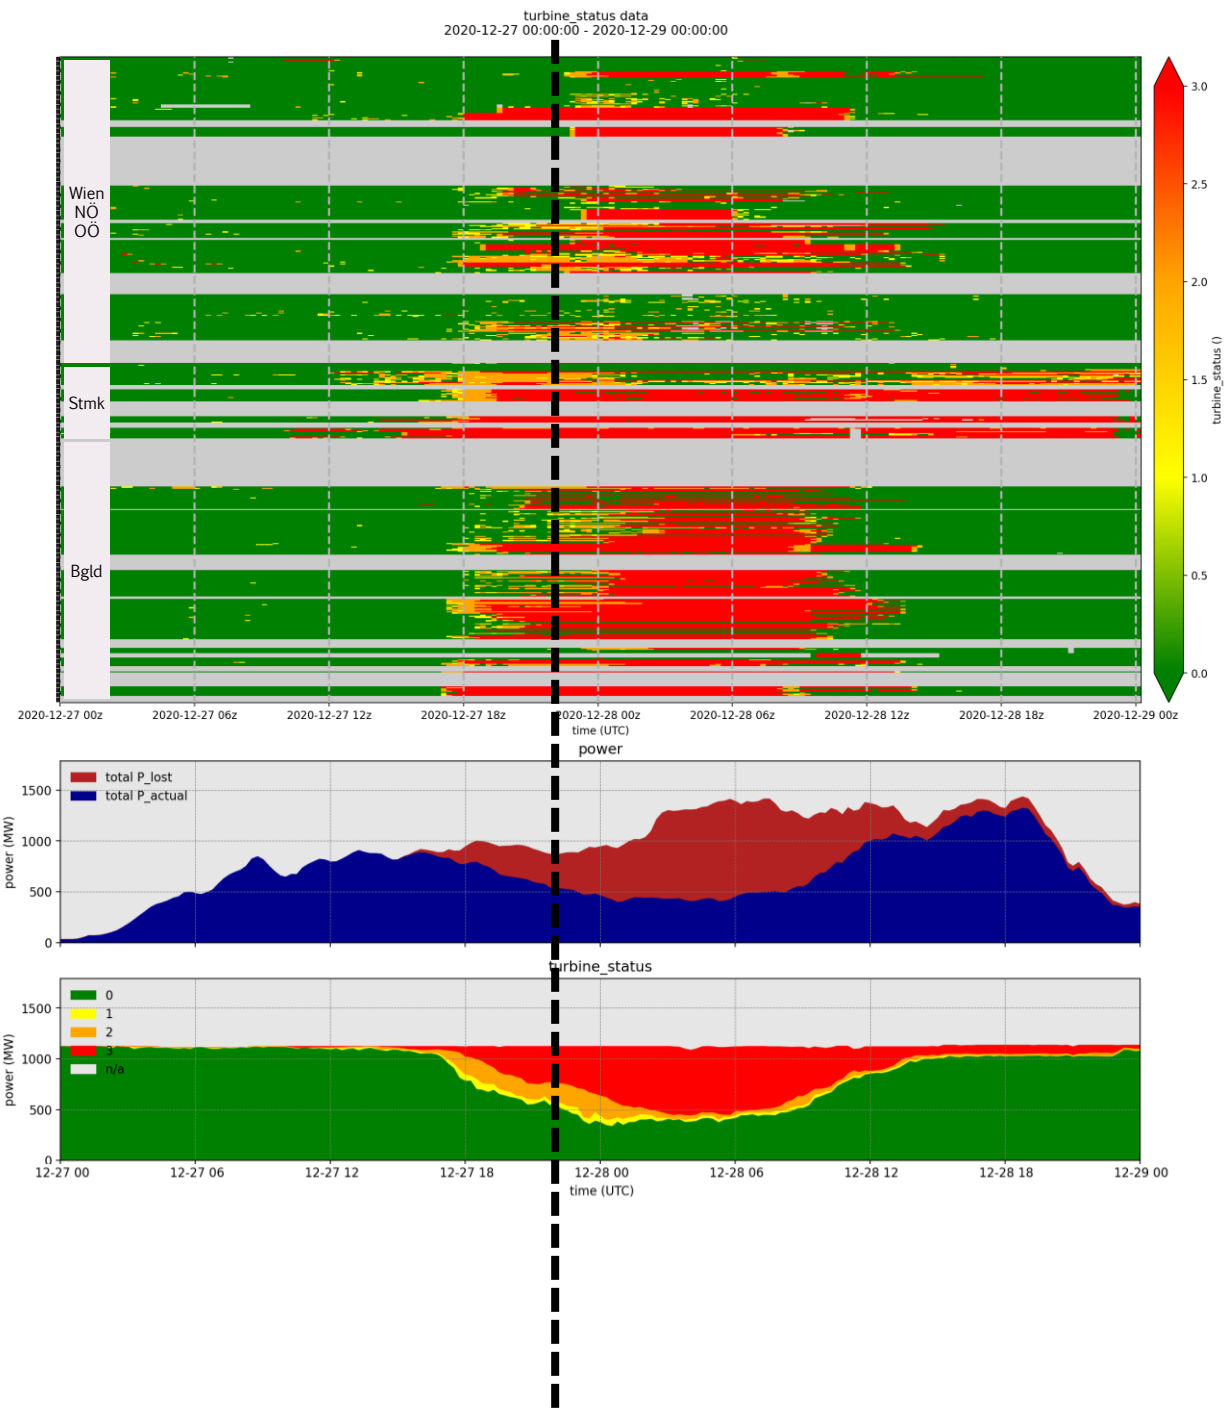 turbine_status data
2020-12-27 00:00:00 - 2020-12-29 00:00:00
Wien
NÖ
OÖ
Stmk
Bgld
3.0
2.5
2.0
1.5
1.0
0.5
0.0
turbine_status ()
2020-12-27 00z 2020-12-27 06z 2020-12-27 12z 2020-12-27 18z 2020-12-28 00z 2020-12-28 06z 2020-12-28 12z 2020-12-28 18z 2020-12-29 00z
time (UTC)
power
total P_lost
total P_actual
1500
1000
500
0
power (MW)
turbine_status
0
1
2
3
n/a
1500
1000
500
0
power (MW)
12-27 00 12-27 06 12-27 12 12-27 18 12-28 00 12-28 06 12-28 12 12-28 18 12-29 00
time (UTC)